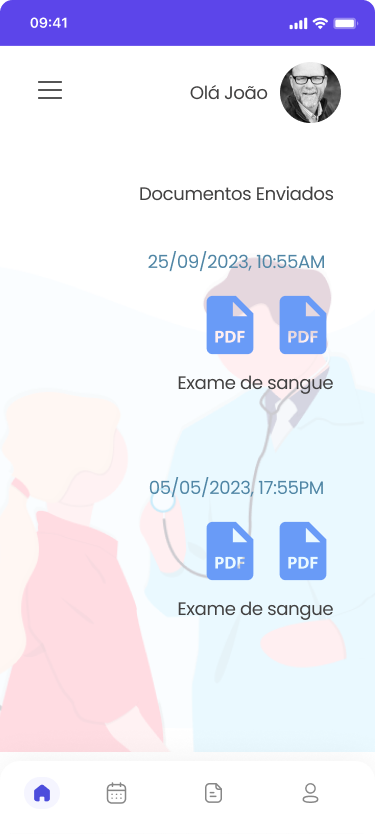 09:41
Olá João
Documentos Enviados
25/09/2023, 10:55AM
PDF PDF
Exame de sangue
05/05/2023, 17:55PM
PDF PDF
Exame de sangue